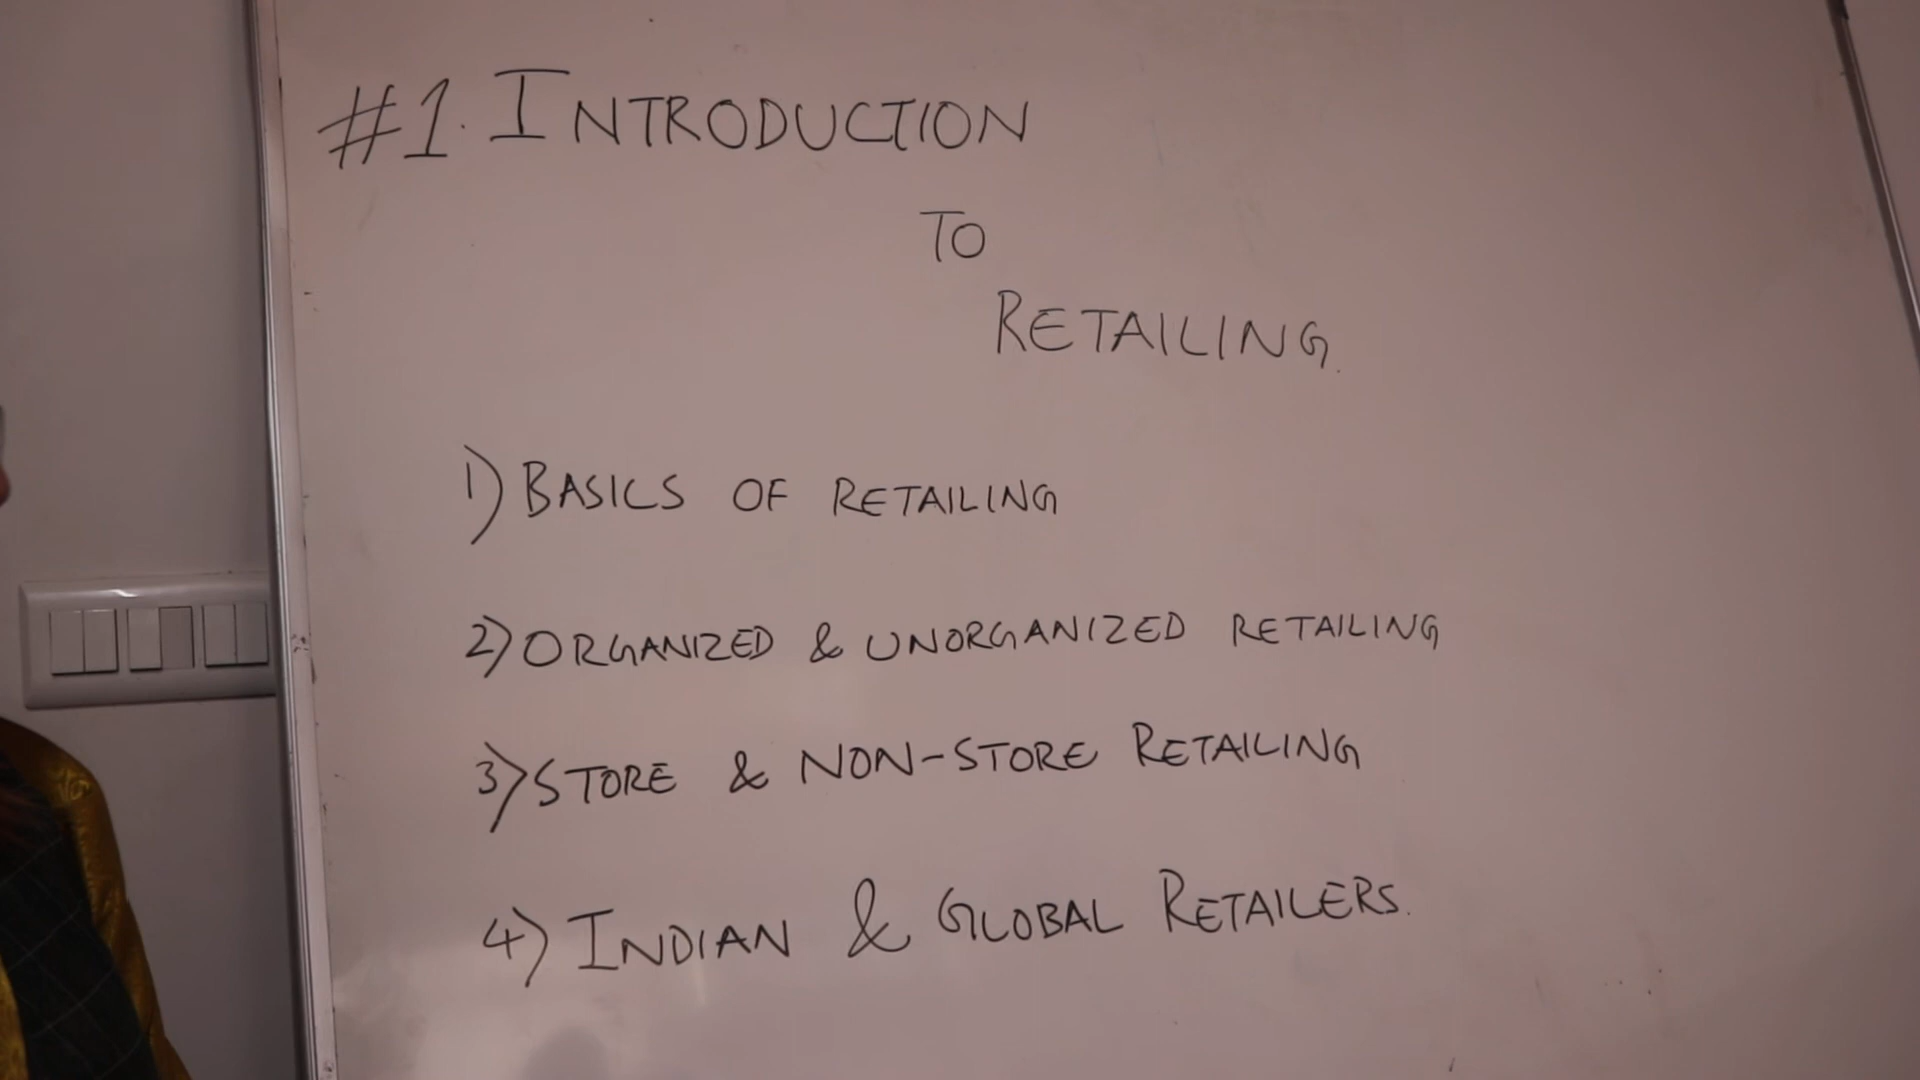 #1. INTRODUCTION
TO
RETAILING.
1) BASICS OF RETAILING
2) ORGANIZED & UNORGANIZED RETAILING
3) STORE & NON-STORE RETAILING
4) INDIAN & GLOBAL RETAILERS.